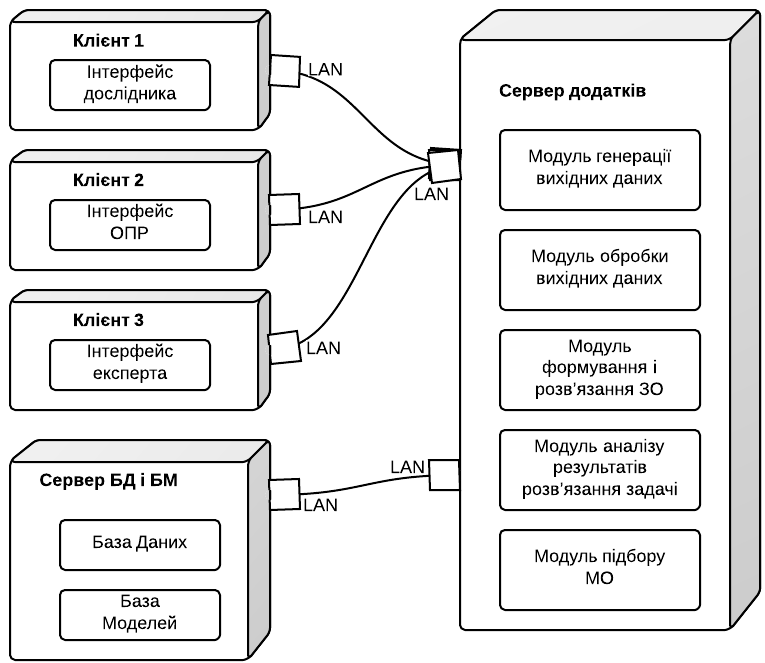 Клієнт 1
Інтерфейс
дослідника
LAN
Клієнт 2
Інтерфейс
ОПР
LAN
Клієнт 3
Інтерфейс
експерта
LAN
Сервер БД і БМ
База Даних
База
Моделей
LAN
LAN
LAN
Сервер додатків
Модуль генерації
вихідних даних
Модуль обробки
вихідних даних
Модуль
формування і
розв'язання ЗО
Модуль аналізу
результатів
розв'язання задачі
Модуль підбору
МО